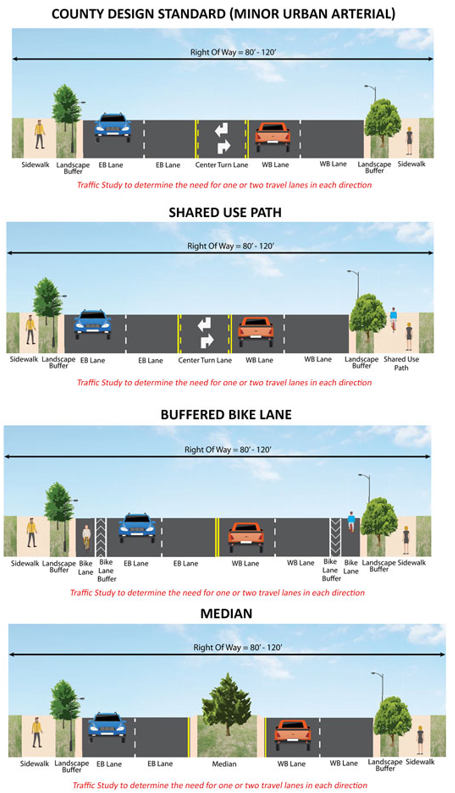 COUNTY DESIGN STANDARD (MINOR URBAN ARTERIAL)
Right Of Way = 80' - 120'
Sidewalk Landscape Buffer EB Lane EB Lane Center Turn Lane WB Lane WB Lane Landscape Buffer Sidewalk
Traffic Study to determine the need for one or two travel lanes in each direction
SHARED USE PATH
Right Of Way = 80' - 120'
Sidewalk Landscape Buffer EB Lane EB Lane Center Turn Lane WB Lane WB Lane Landscape Buffer Shared Use Path
Traffic Study to determine the need for one or two travel lanes in each direction
BUFFERED BIKE LANE
Right Of Way = 80' - 120'
Sidewalk Landscape Buffer Bike Lane Bike Lane Buffer EB Lane EB Lane WB Lane WB Lane Bike Lane Buffer Bike Lane Landscape Buffer Sidewalk
Traffic Study to determine the need for one or two travel lanes in each direction
MEDIAN
Right Of Way = 80' - 120'
Sidewalk Landscape Buffer EB Lane EB Lane Median WB Lane WB Lane Landscape Buffer Sidewalk
Traffic Study to determine the need for one or two travel lanes in each direction